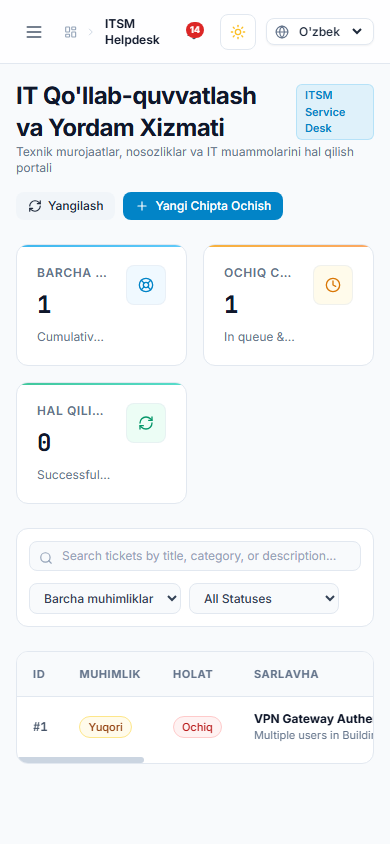 ITSM
Helpdesk
14
O'zbek
IT Qo'llab-quvvatlash
va Yordam Xizmati
ITSM
Service
Desk
Texnik murojaatlar, nosozliklar va IT muammolarini hal qilish
portali
Yangilash
Yangi Chipta Ochish
BARCHA ...
1
Cumulativ...
OCHIQ C...
1
In queue &...
HAL QILI...
0
Successful...
Search tickets by title, category, or description...
Barcha muhimliklar
All Statuses
ID MUHIMLIK HOLAT SARLAVHA
#1 Yuqori Ochiq VPN Gateway Authe
Multiple users in Buildin